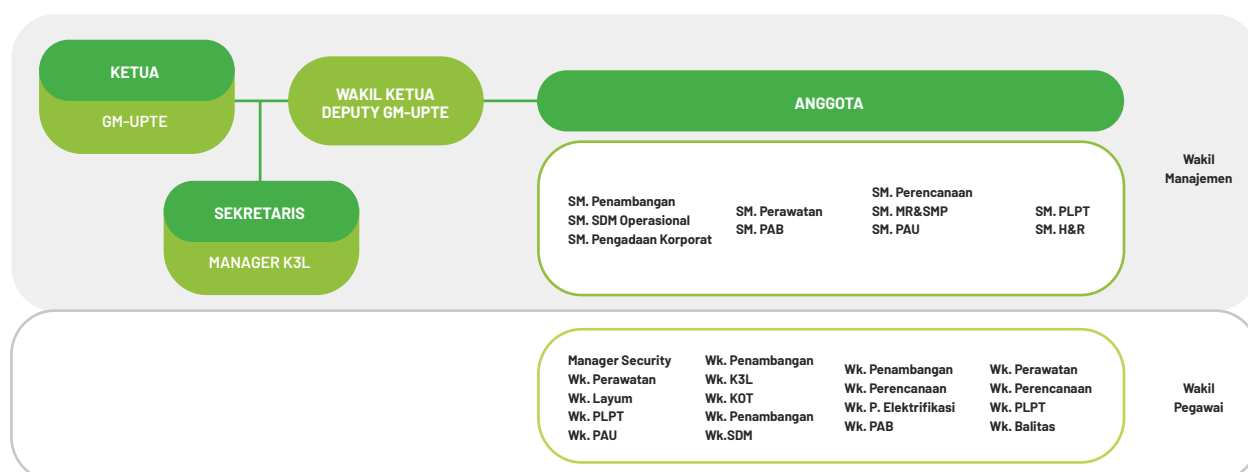 KETUA
GM-UPTE
WAKIL KETUA
DEPUTY GM-UPTE
SEKRETARIS
MANAGER K3L
ANGGOTA
SM. Penambangan
SM. SDM Operasional
SM. Pengadaan Korporat
SM. Perawatan
SM. PAB
SM. Perencanaan
SM. MR&SMP
SM. PAU
SM. PLPT
SM. H&R
Wakil
Manajemen
Manager Security
Wk. Perawatan
Wk. Layum
Wk. PLPT
Wk. PAU
Wk. Penambangan
Wk. K3L
Wk. KOT
Wk. Penambangan
Wk.SDM
Wk. Penambangan
Wk. Perencanaan
Wk. P. Elektrifikasi
Wk. PAB
Wk. Perawatan
Wk. Perencanaan
Wk. PLPT
Wk. Balitas
Wakil
Pegawai